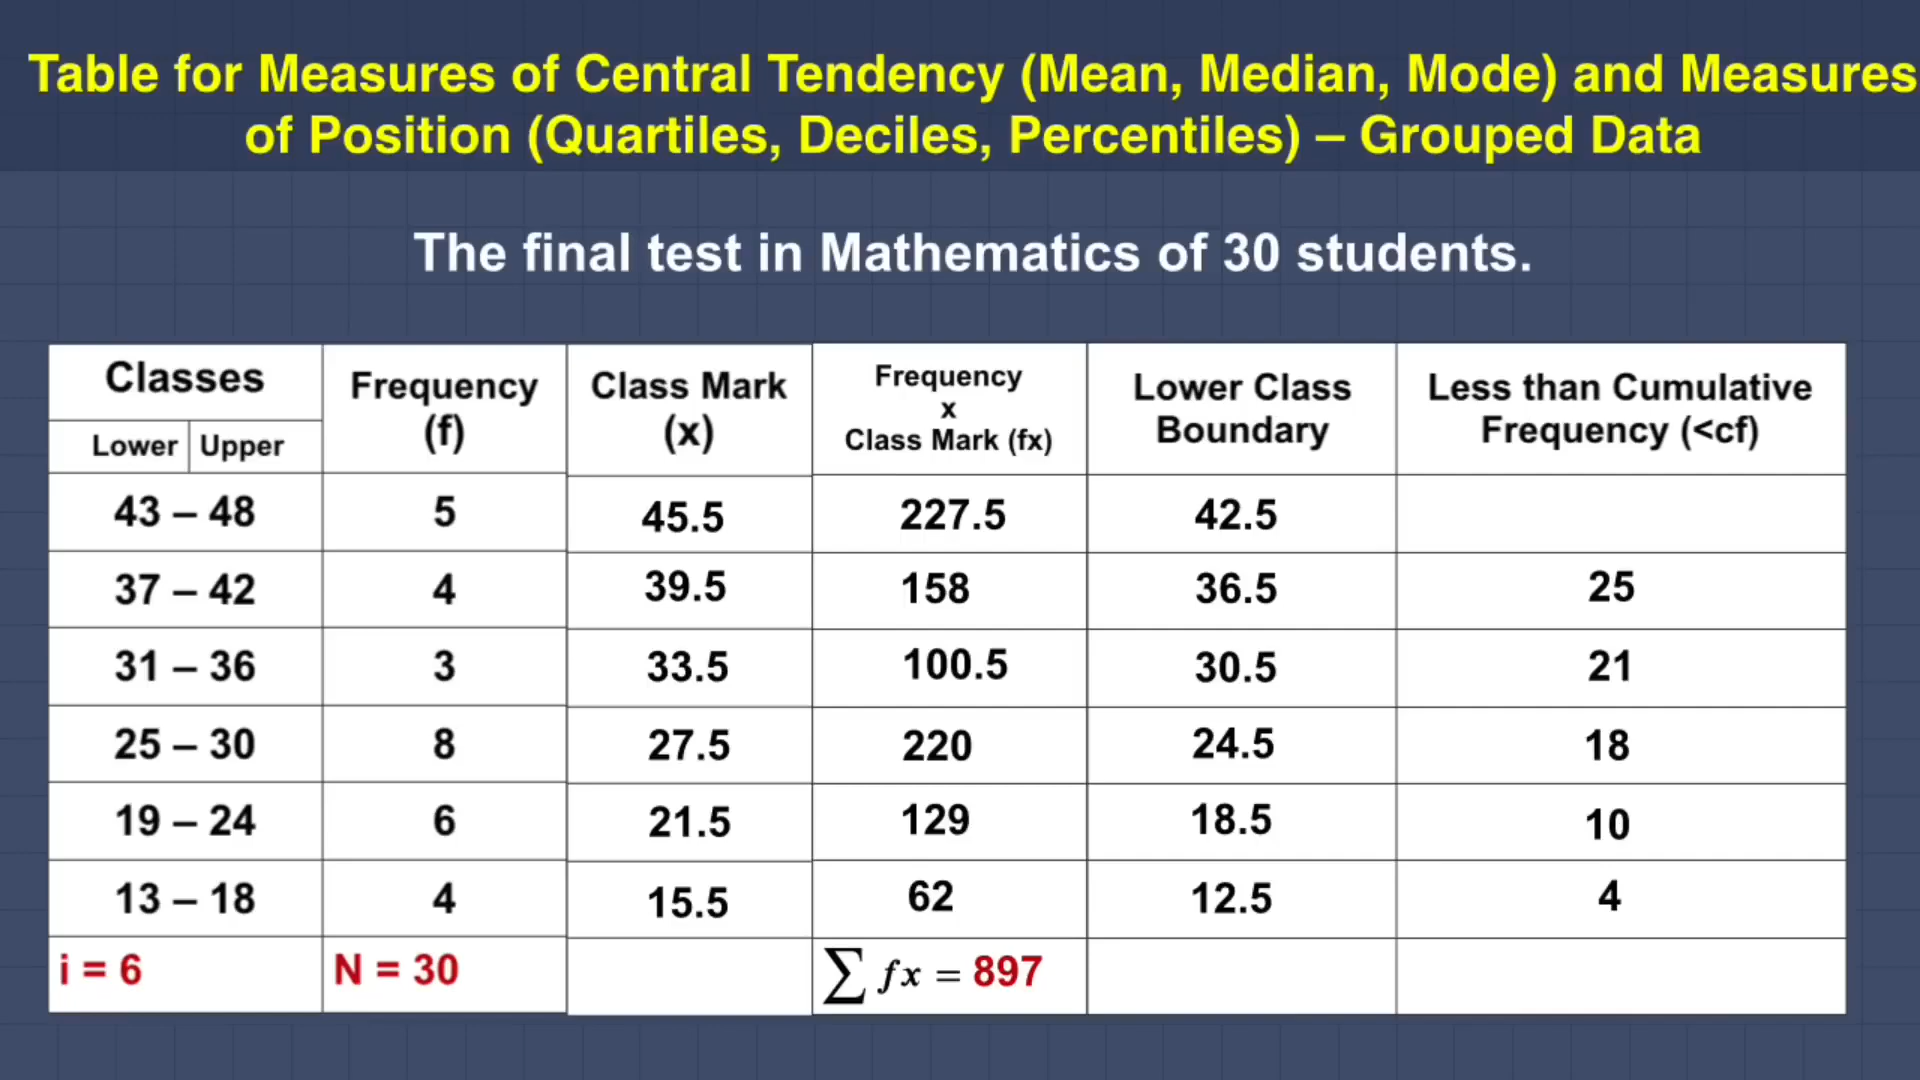 Table for Measures of Central Tendency (Mean, Median, Mode) and Measures
of Position (Quartiles, Deciles, Percentiles) – Grouped Data
The final test in Mathematics of 30 students.
Classes
Lower Upper
Frequency
(f)
Class Mark
(x)
Frequency
x
Class Mark (fx)
Lower Class
Boundary
Less than Cumulative
Frequency (<cf)
43 – 48 5 45.5 227.5 42.5
37 – 42 4 39.5 158 36.5 25
31 – 36 3 33.5 100.5 30.5 21
25 – 30 8 27.5 220 24.5 18
19 – 24 6 21.5 129 18.5 10
13 – 18 4 15.5 62 12.5 4
i = 6 N = 30 ∑ fx = 897